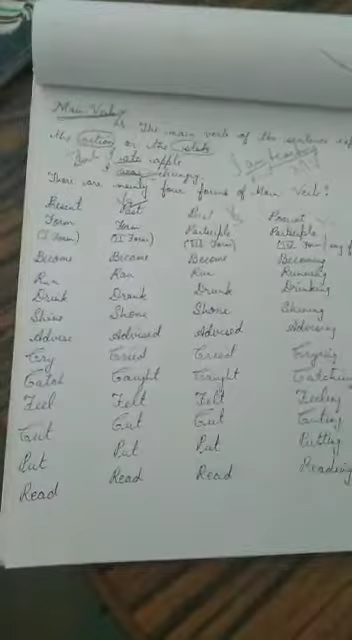 Main Verb
is The main verb of the sentence
the action or the state
I ate apple
hungry.
There are mainly four forms of Main Verb?
Present Past Past Present
Form Form Participle Participle
(I Form) (II Form) (III Form) (IV Form) ing
Become Became Become Becoming
Run Ran Run Running
Drink Drank Drunk Drinking
Shine Shone Shone Shining
Advise Advised Advised Advising
Cry Cried Cried Crying
Catch Caught Caught Catching
Feel Felt Felt Feeling
Cut Cut Cut Cutting
Put Put Put Putting
Read Read Read Reading